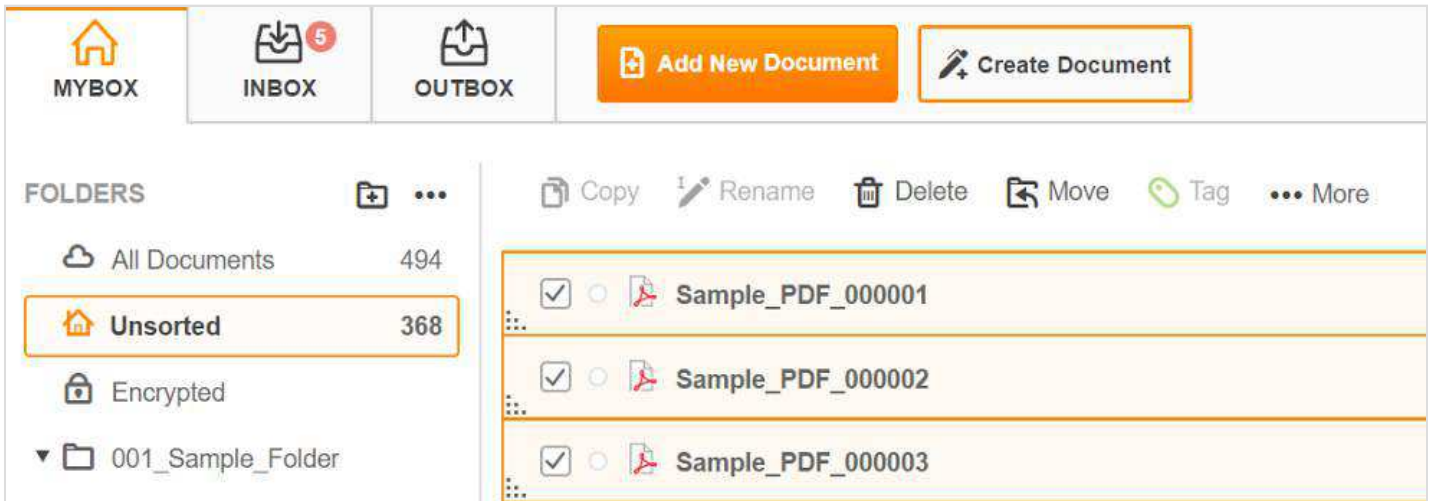 MYBOX
INBOX
5
OUTBOX
Add New Document
Create Document
FOLDERS
All Documents 494
Unsorted 368
Encrypted
001_Sample_Folder
Copy Rename Delete Move Tag More
Sample_PDF_000001
Sample_PDF_000002
Sample_PDF_000003